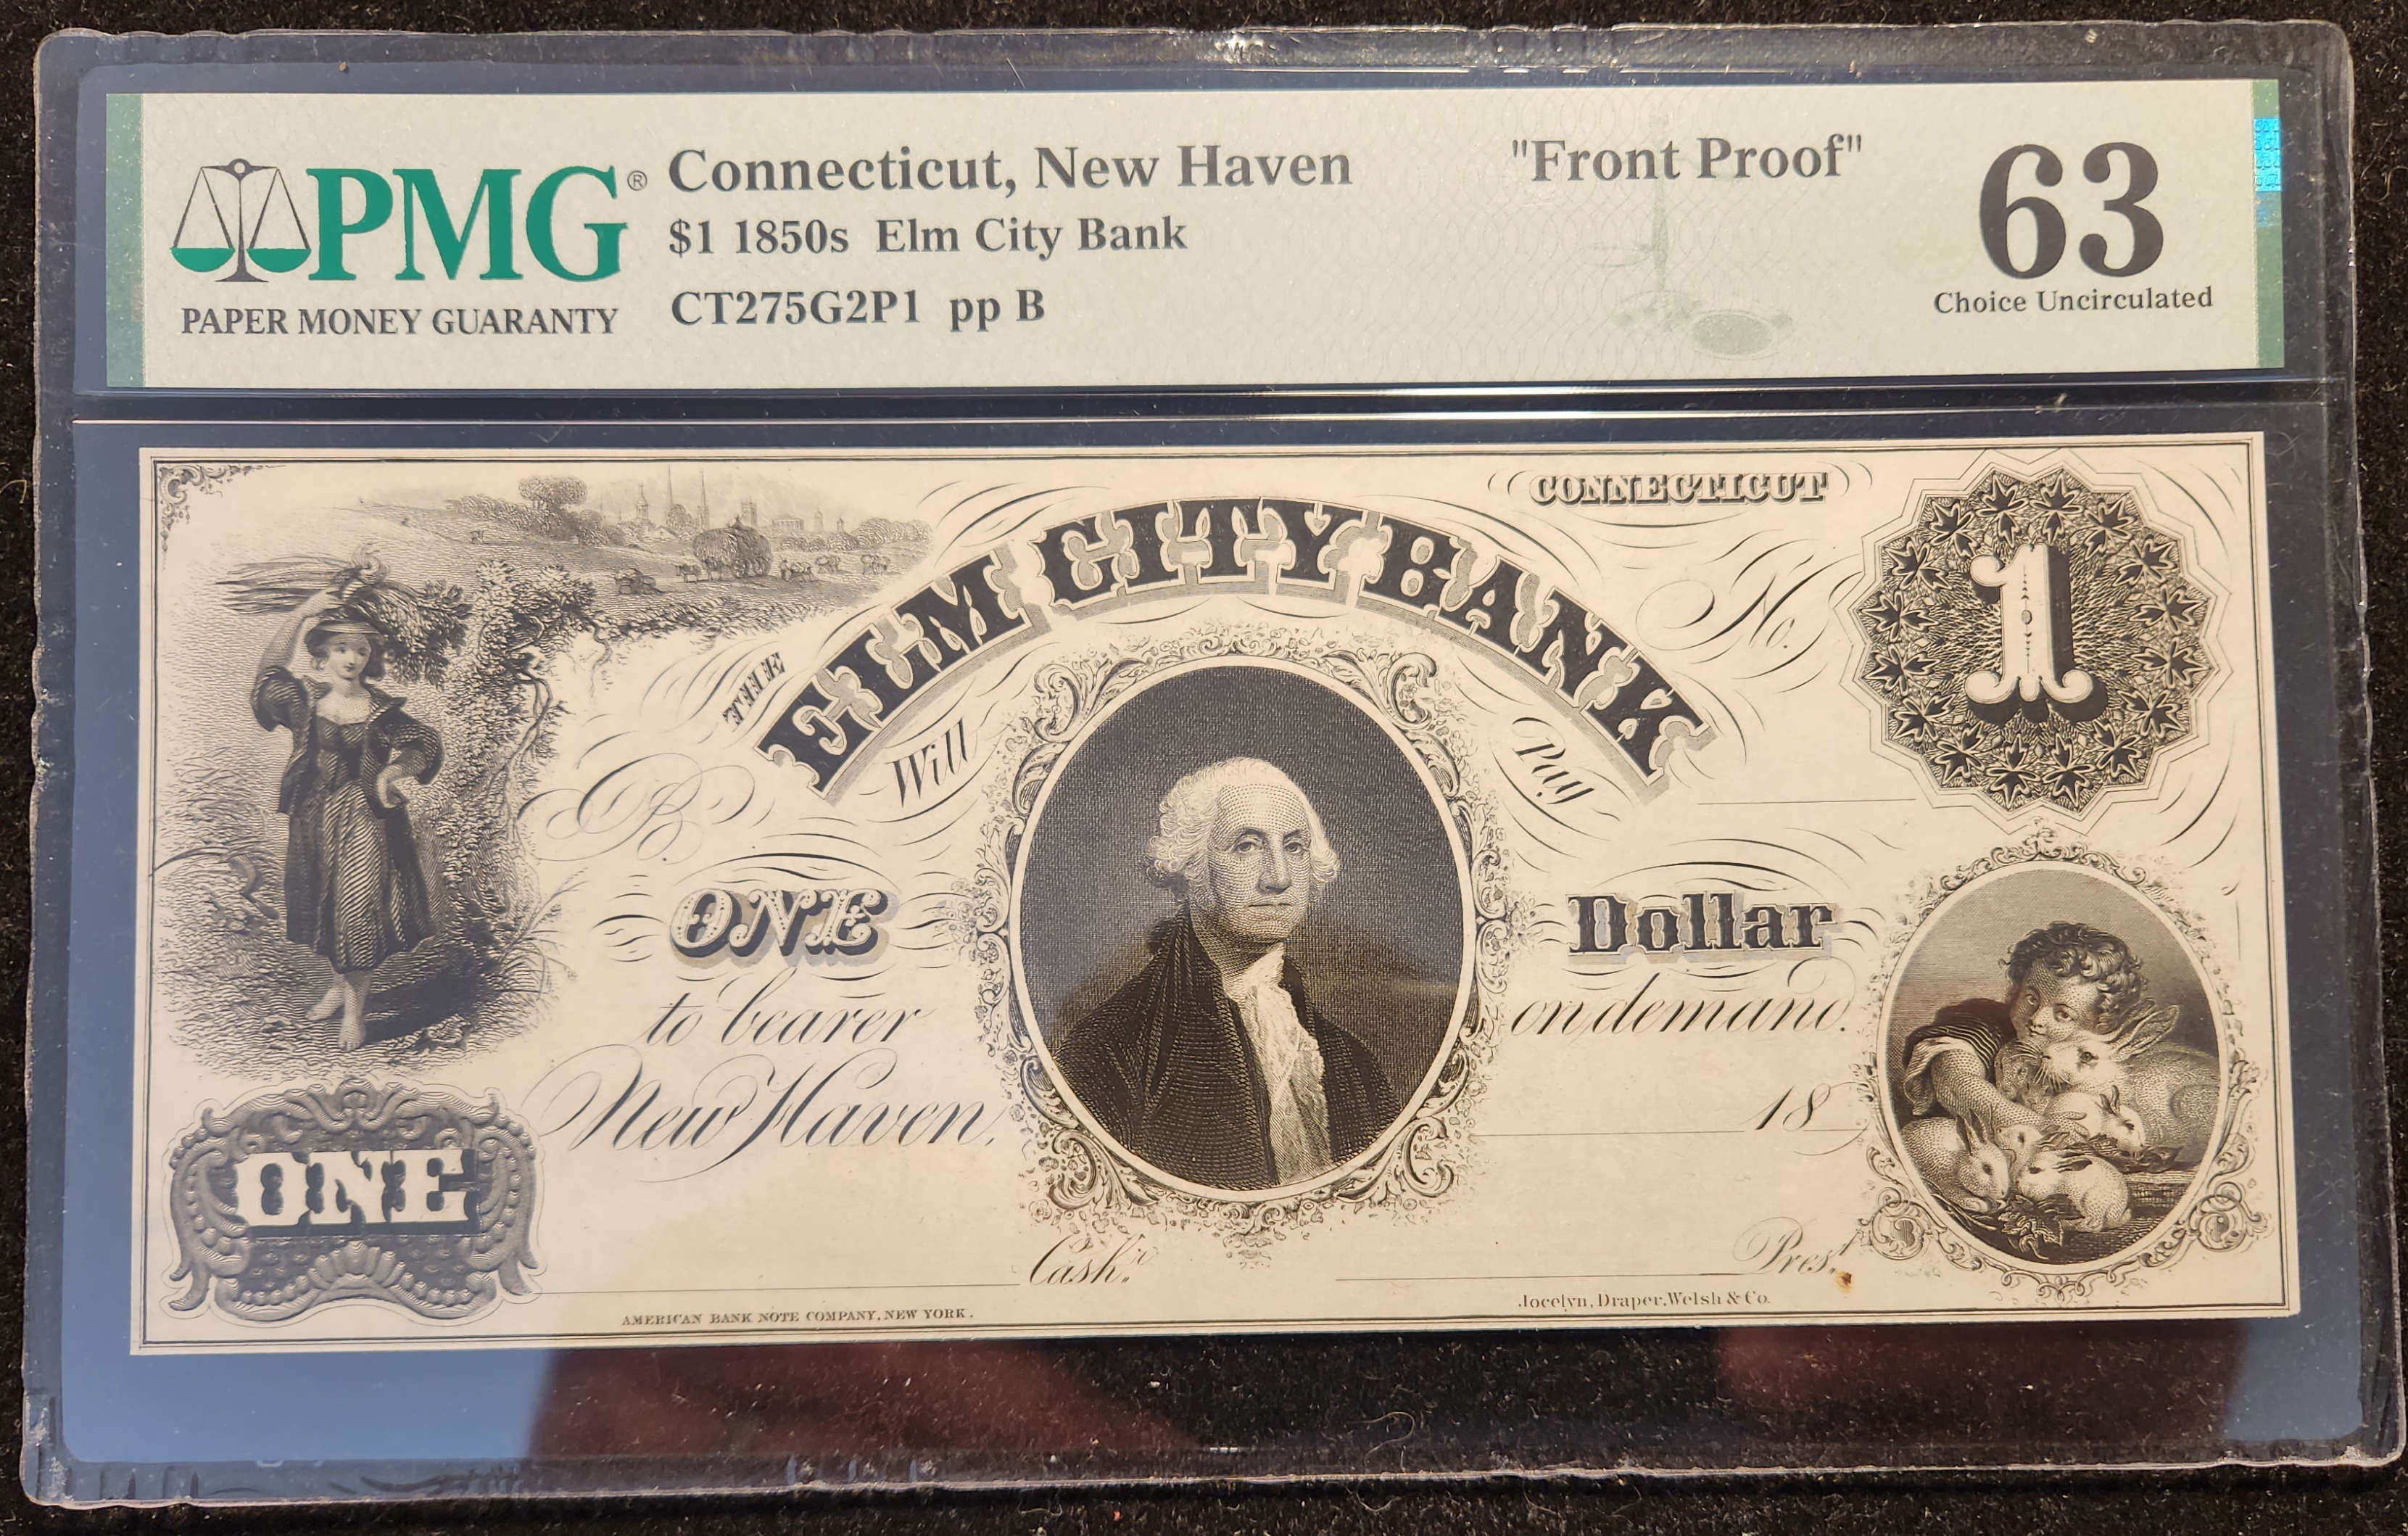 PMG® Connecticut, New Haven "Front Proof" 63
$1 1850s Elm City Bank
Choice Uncirculated
PAPER MONEY GUARANTY CT275G2P1 pp B
CONNECTICUT
THE ELM CITY BANK
No. 1
B Will Pay
ONE Dollar
to bearer on demand.
New Haven, 18
ONE
Cashr. Prest.
AMERICAN BANK NOTE COMPANY, NEW YORK. Jocelyn, Draper, Welsh & Co.